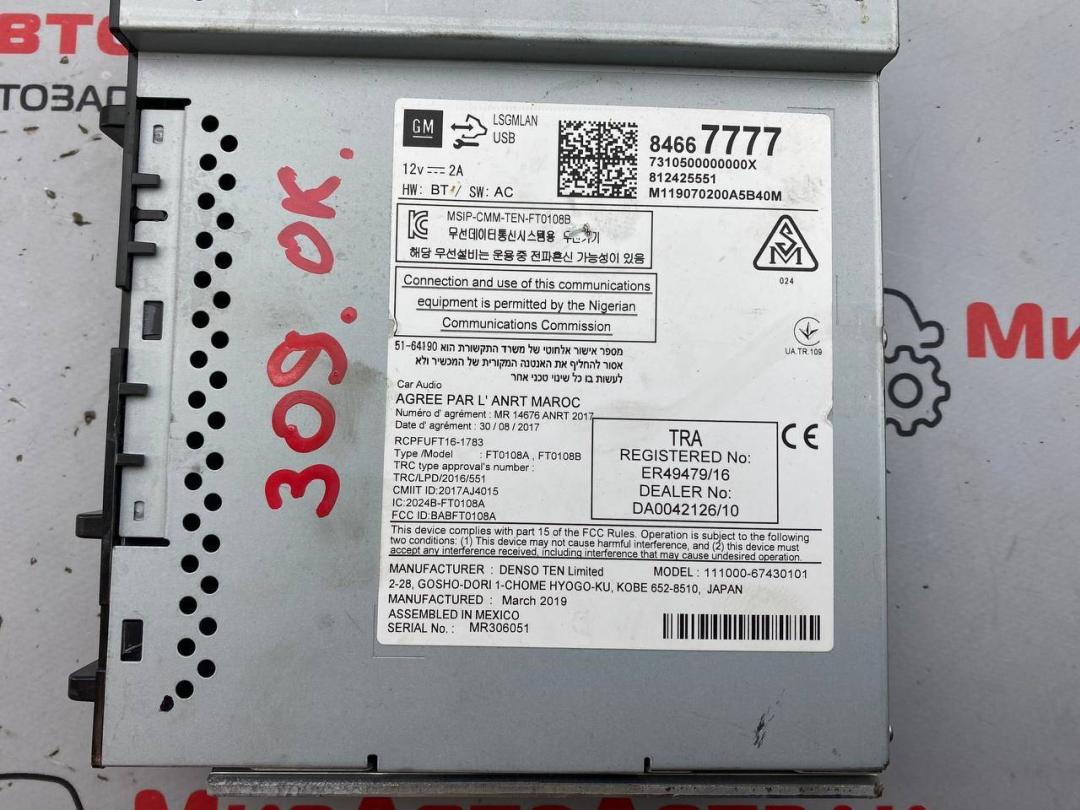 ВТО
ТОЗАП
309. OK.
GM
LSGMLAN
USB
12v 2A
HW: BT / SW: AC
84667777
7310500000000X
812425551
M119070200A5B40M
MSIP-CMM-TEN-FT0108B
무선데이터통신시스템용 무선기기
해당 무선설비는 운용 중 전파혼신 가능성이 있음
Connection and use of this communications
equipment is permitted by the Nigerian
Communications Commission
024
UA.TR.109
מספר אישור אלחוטי של משרד התקשורת הוא 51-64190
אסור להחליף את האנטנה המקורית של המכשיר ולא
לעשות בו כל שינוי טכני אחר
Car Audio
AGREE PAR L' ANRT MAROC
Numéro d' agrément : MR 14676 ANRT 2017
Date d' agrément : 30 / 08 / 2017
RCPFUFT16-1783
Type /Model : FT0108A , FT0108B
TRC type approval's number :
TRC/LPD/2016/551
CMIIT ID:2017AJ4015
IC:2024B-FT0108A
FCC ID:BABFT0108A
TRA
REGISTERED No:
ER49479/16
DEALER No:
DA0042126/10
CE
This device complies with part 15 of the FCC Rules. Operation is subject to the following
two conditions: (1) This device may not cause harmful interference, and (2) this device must
accept any interference received, including interference that may cause undesired operation.
MANUFACTURER : DENSO TEN Limited MODEL : 111000-67430101
2-28, GOSHO-DORI 1-CHOME HYOGO-KU, KOBE 652-8510, JAPAN
MANUFACTURED : March 2019
ASSEMBLED IN MEXICO
SERIAL No. : MR306051
М
Ми